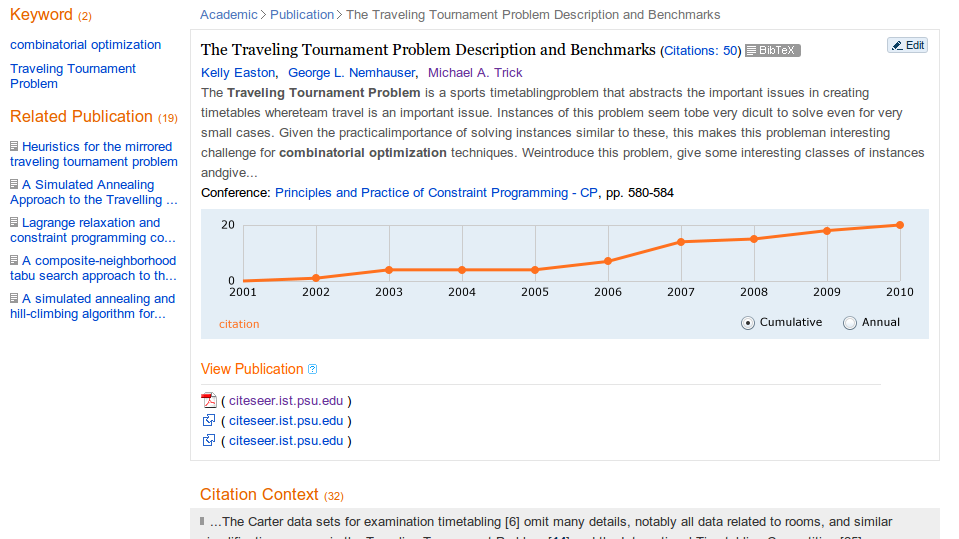 Keyword (2)
combinatorial optimization
Traveling Tournament
Problem
Related Publication (19)
Heuristics for the mirrored
traveling tournament problem
A Simulated Annealing
Approach to the Travelling ...
Lagrange relaxation and
constraint programming co...
A composite-neighborhood
tabu search approach to th...
A simulated annealing and
hill-climbing algorithm for...
Academic > Publication > The Traveling Tournament Problem Description and Benchmarks
The Traveling Tournament Problem Description and Benchmarks (Citations: 50) BibTeX
Edit
Kelly Easton, George L. Nemhauser, Michael A. Trick
The Traveling Tournament Problem is a sports timetablingproblem that abstracts the important issues in creating
timetables whereteam travel is an important issue. Instances of this problem seem tobe very dicult to solve even for very
small cases. Given the practicalimportance of solving instances similar to these, this makes this probleman interesting
challenge for combinatorial optimization techniques. Weintroduce this problem, give some interesting classes of instances
andgive...
Conference: Principles and Practice of Constraint Programming - CP, pp. 580-584
20
0
2001 2002 2003 2004 2005 2006 2007 2008 2009 2010
citation
Cumulative Annual
View Publication ?
( citeseer.ist.psu.edu )
( citeseer.ist.psu.edu )
( citeseer.ist.psu.edu )
Citation Context (32)
...The Carter data sets for examination timetabling [6] omit many details, notably all data related to rooms, and similar